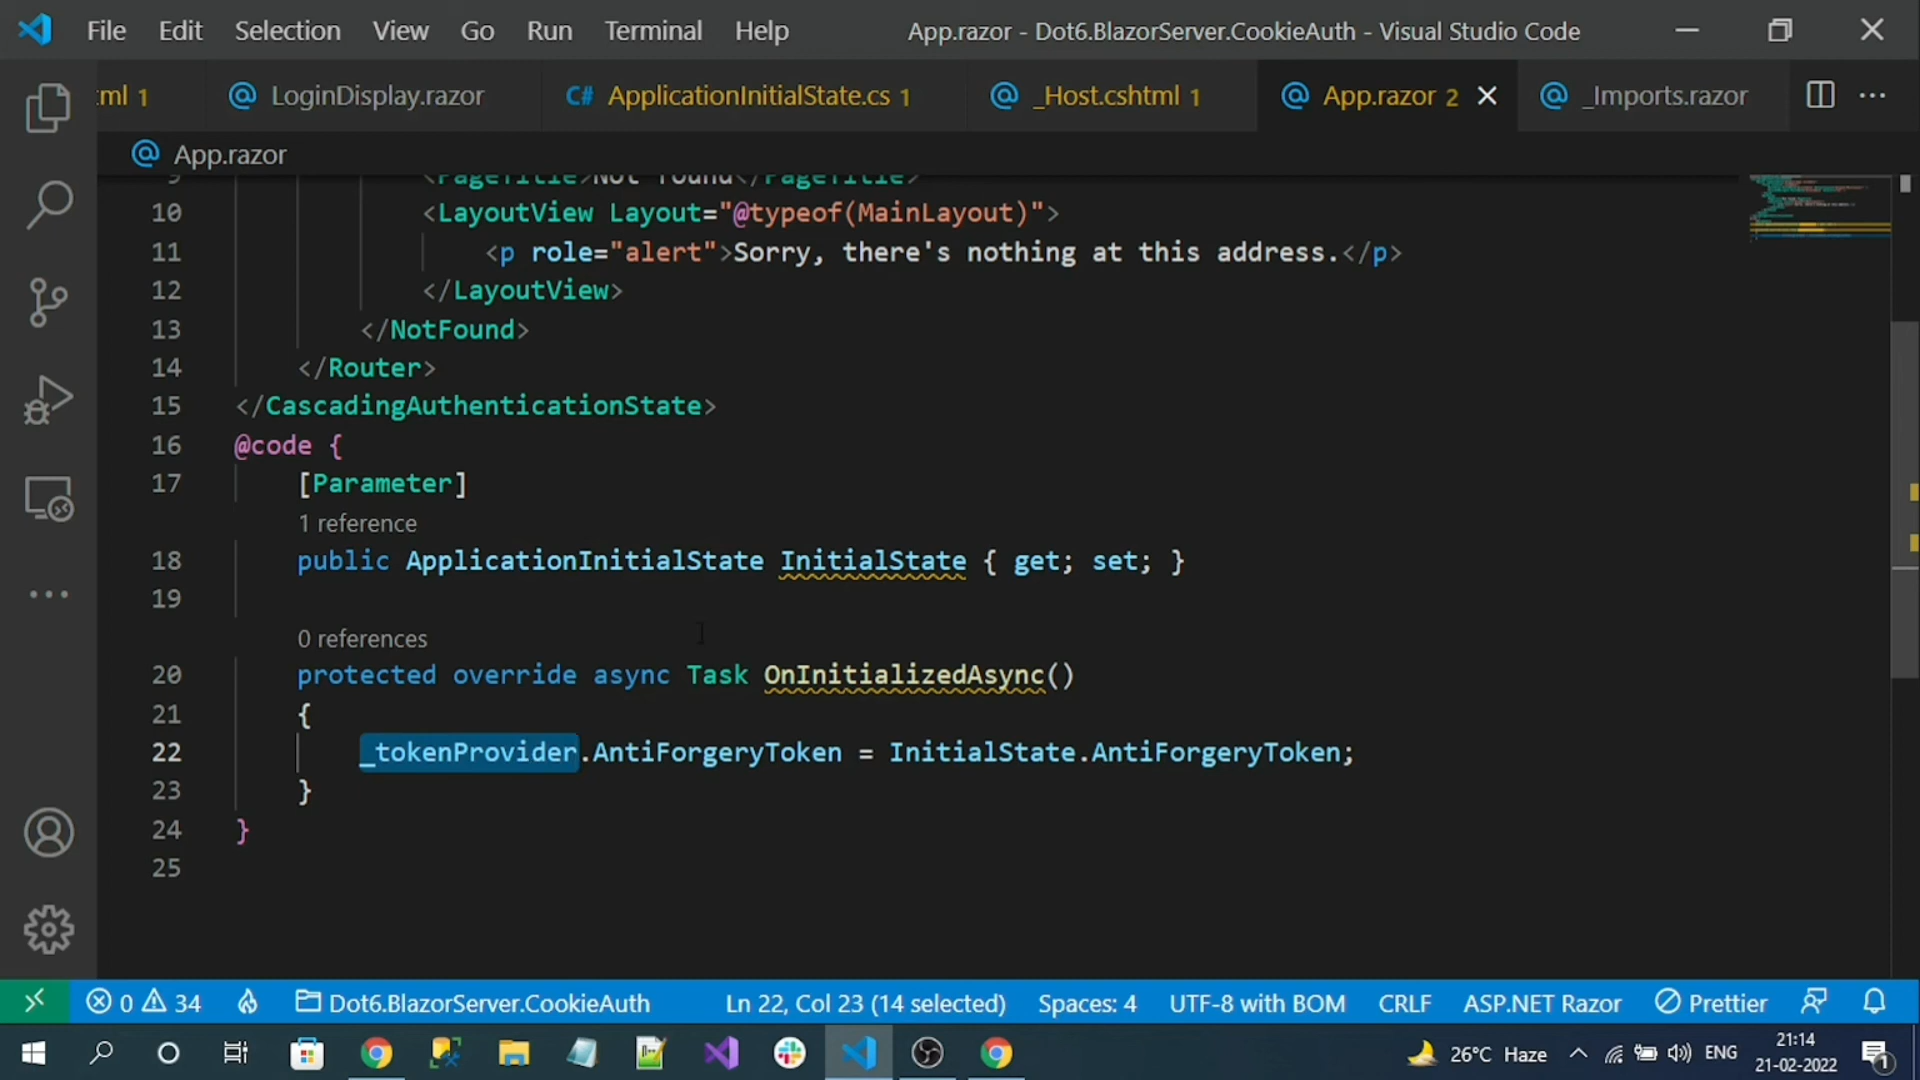 File Edit Selection View Go Run Terminal Help App.razor - Dot6.BlazorServer.CookieAuth - Visual Studio Code
:ml 1 LoginDisplay.razor C# ApplicationInitialState.cs 1 _Host.cshtml 1 App.razor 2 _Imports.razor
App.razor
9 <PageTitle>Not found</PageTitle>
10 <LayoutView Layout="@typeof(MainLayout)">
11 <p role="alert">Sorry, there's nothing at this address.</p>
12 </LayoutView>
13 </NotFound>
14 </Router>
15 </CascadingAuthenticationState>
16 @code {
17 [Parameter]
1 reference
18 public ApplicationInitialState InitialState { get; set; }
19
0 references
20 protected override async Task OnInitializedAsync()
21 {
22 _tokenProvider.AntiForgeryToken = InitialState.AntiForgeryToken;
23 }
24 }
25
0 34 Dot6.BlazorServer.CookieAuth Ln 22, Col 23 (14 selected) Spaces: 4 UTF-8 with BOM CRLF ASP.NET Razor Prettier
26°C Haze ENG 21:14
21-02-2022 1